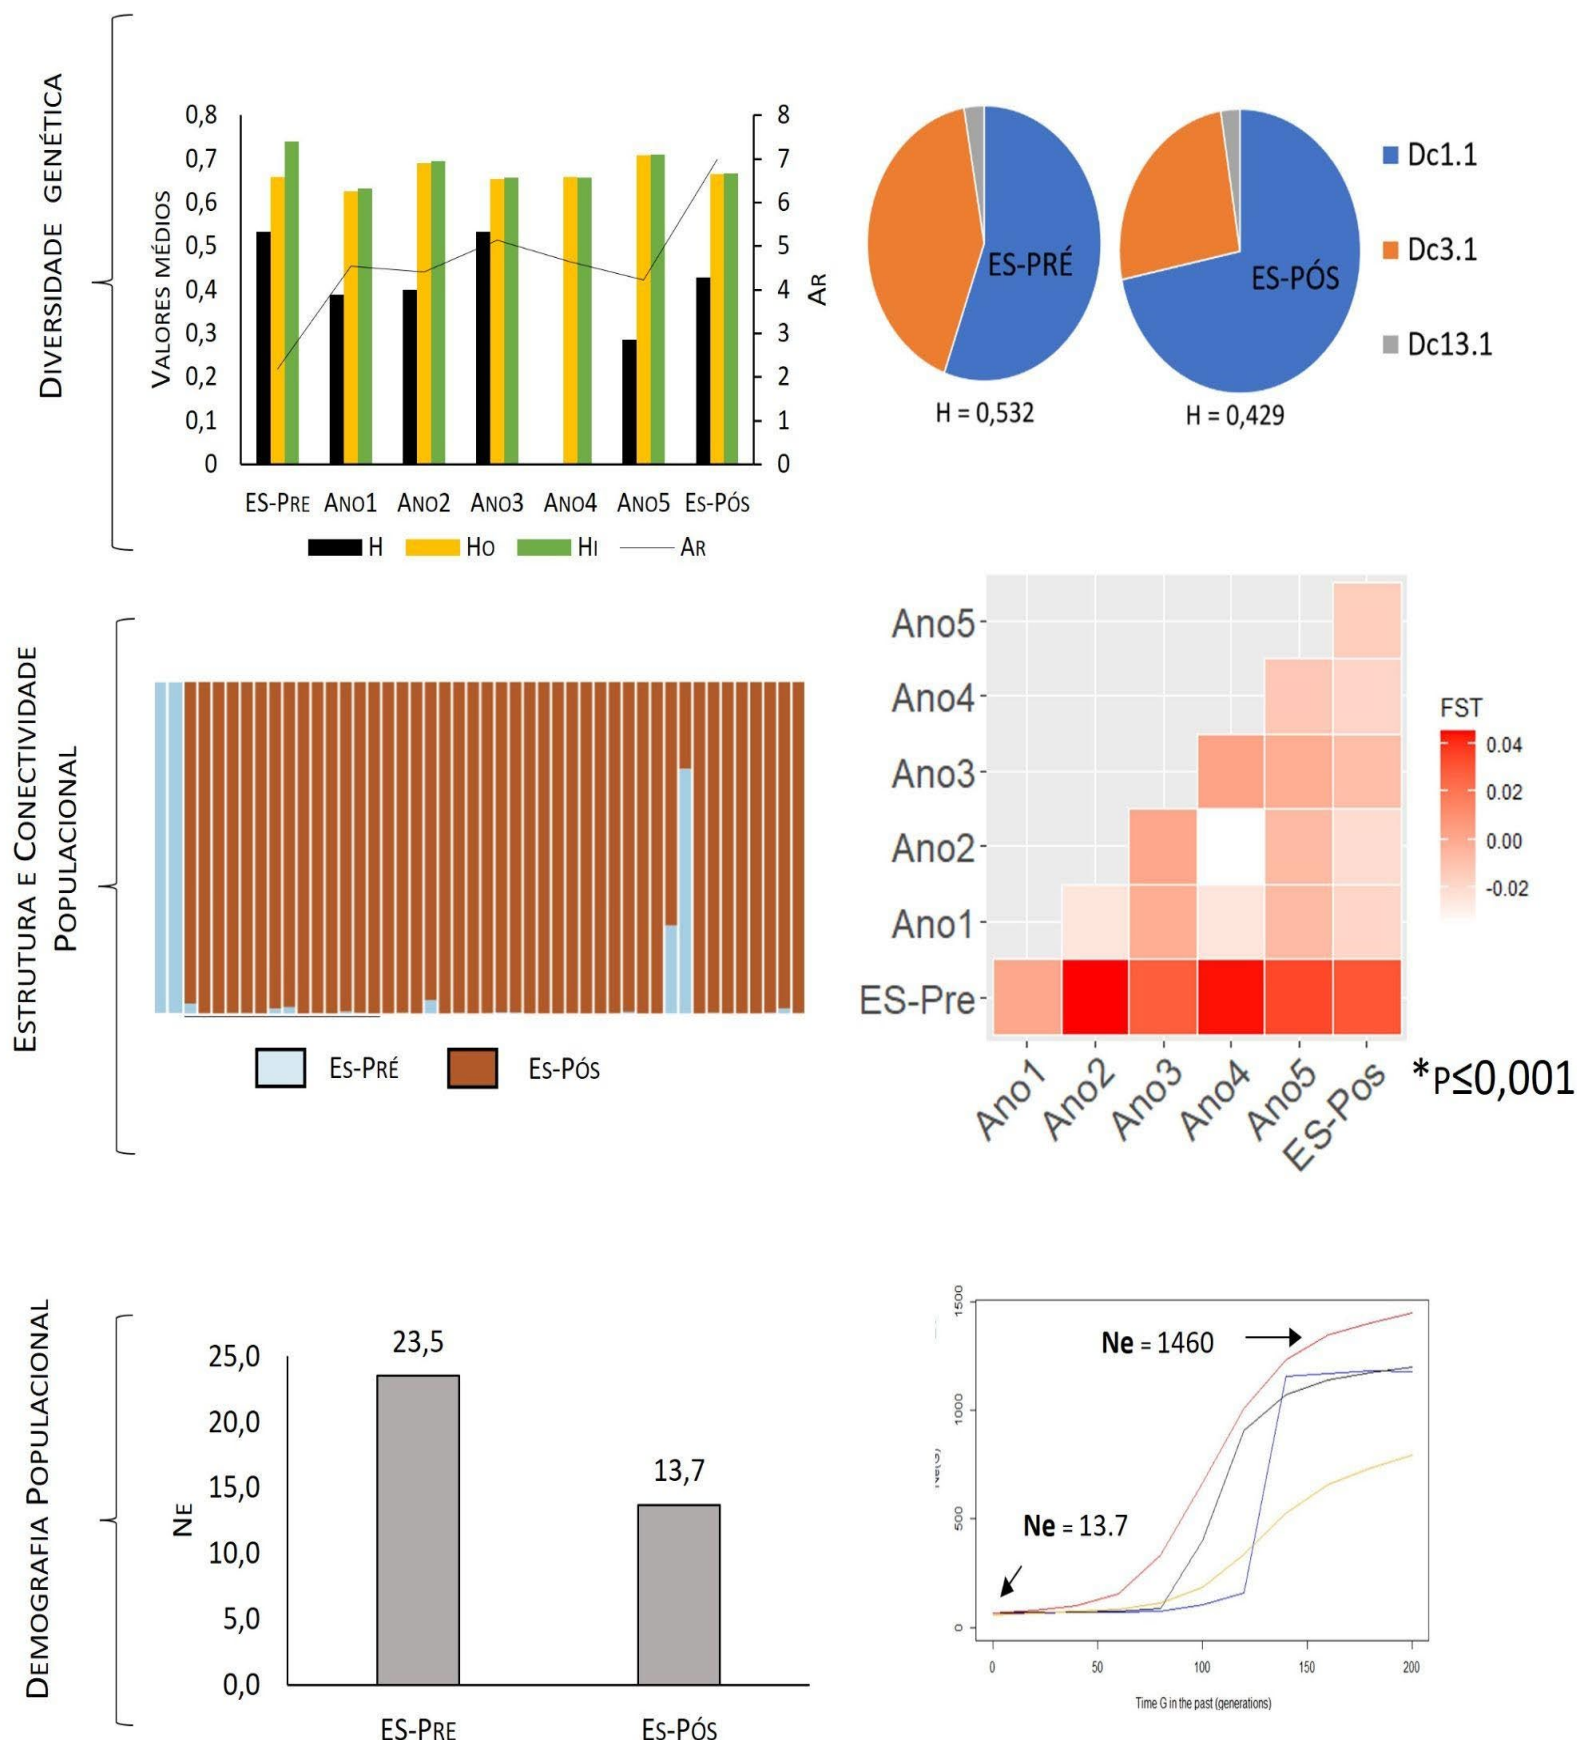 DIVERSIDADE GENÉTICA
VALORES MÉDIOS
0,8
0,7
0,6
0,5
0,4
0,3
0,2
0,1
0
8
7
6
5
4
3
2
1
0
AR
ES-PRE ANO1 ANO2 ANO3 ANO4 ANO5 ES-PÓS
H HO HI AR
ES-PRÉ
H = 0,532
ES-PÓS
H = 0,429
Dc1.1
Dc3.1
Dc13.1
ESTRUTURA E CONECTIVIDADE
POPULACIONAL
ES-PRÉ ES-PÓS
Ano5
Ano4
Ano3
Ano2
Ano1
ES-Pre
Ano1 Ano2 Ano3 Ano4 Ano5 ES-Pos
FST
0.04
0.02
0.00
-0.02
*P≤0,001
DEMOGRAFIA POPULACIONAL
NE
25,0
20,0
15,0
10,0
5,0
0,0
23,5
13,7
ES-PRE ES-PÓS
Ne(G)
1500
1000
500
0
Ne = 1460
Ne = 13.7
0 50 100 150 200
Time G in the past (generations)